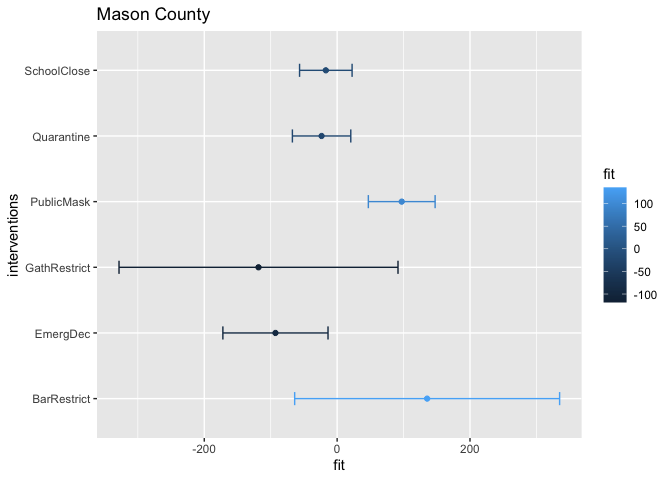 Mason County
SchoolClose
Quarantine
PublicMask
GathRestrict
EmergDec
BarRestrict
interventions
-200
0
200
fit
fit
100
50
0
-50
-100